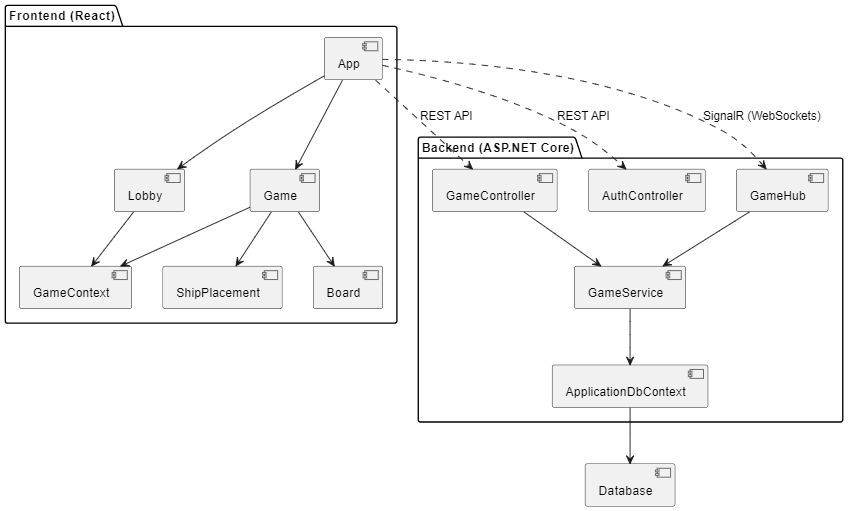 Frontend (React)
App
REST API
REST API
SignalR (WebSockets)
Backend (ASP.NET Core)
Lobby
Game
GameController
AuthController
GameHub
GameContext
ShipPlacement
Board
GameService
ApplicationDbContext
Database